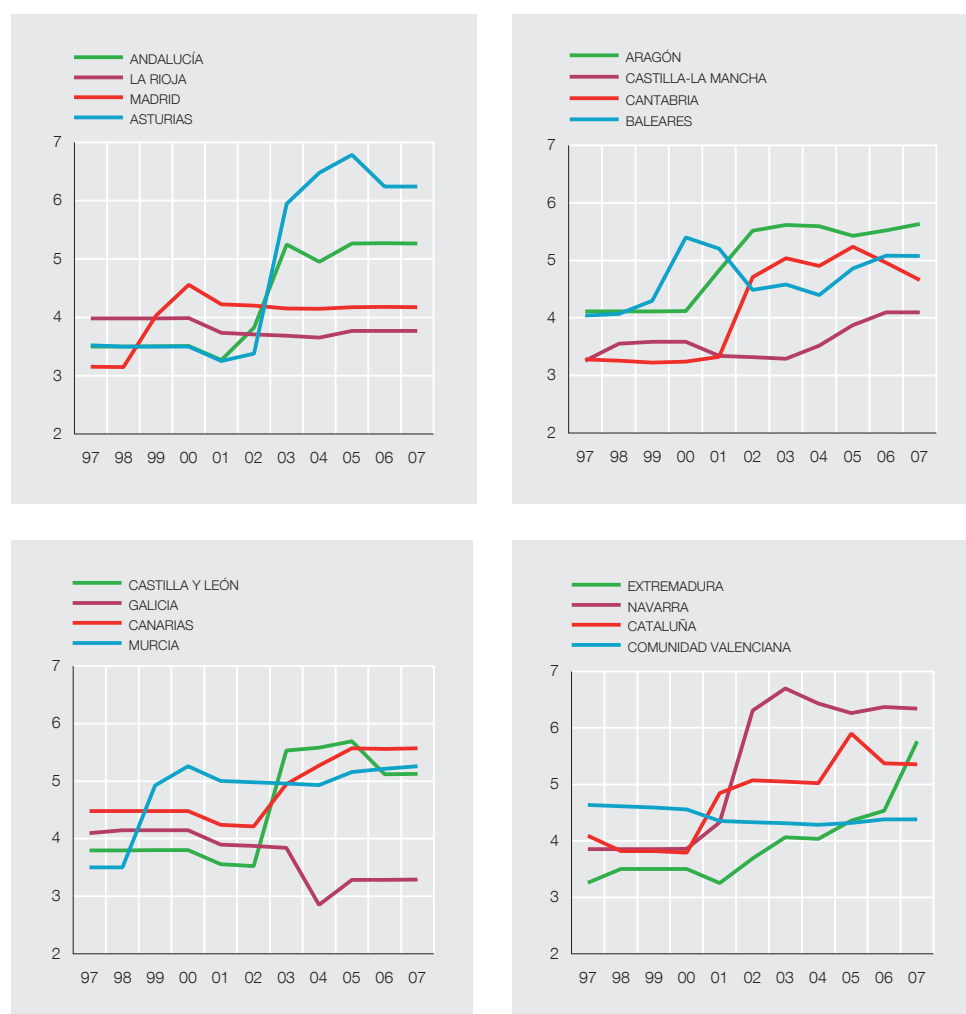 ANDALUCÍA
LA RIOJA
MADRID
ASTURIAS
7
6
5
4
3
2
97 98 99 00 01 02 03 04 05 06 07
ARAGÓN
CASTILLA-LA MANCHA
CANTABRIA
BALEARES
7
6
5
4
3
2
97 98 99 00 01 02 03 04 05 06 07
CASTILLA Y LEÓN
GALICIA
CANARIAS
MURCIA
7
6
5
4
3
2
97 98 99 00 01 02 03 04 05 06 07
EXTREMADURA
NAVARRA
CATALUÑA
COMUNIDAD VALENCIANA
7
6
5
4
3
2
97 98 99 00 01 02 03 04 05 06 07